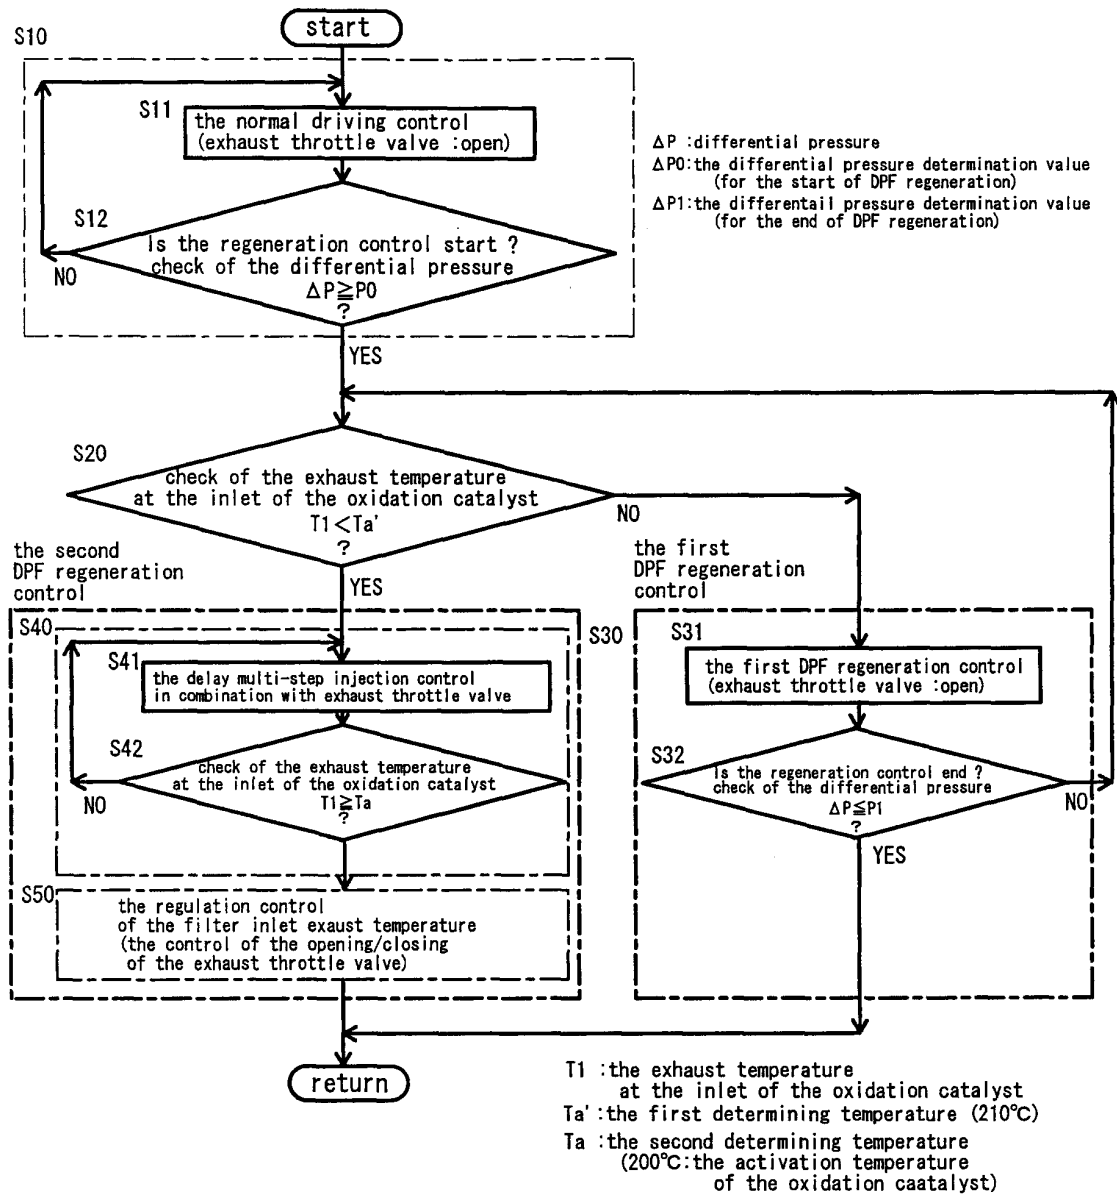 start
S10
S11
the normal driving control
(exhaust throttle valve :open)
ΔP :differential pressure
ΔP0:the differential pressure determination value
(for the start of DPF regeneration)
ΔP1:the differentail pressure determination value
(for the end of DPF regeneration)
S12
Is the regeneration control start ?
check of the differential pressure
ΔP≧P0
?
NO
YES
S20
check of the exhaust temperature
at the inlet of the oxidation catalyst
T1<Ta'
?
NO
YES
the second
DPF regeneration
control
the first
DPF regeneration
control
S40
S41
the delay multi-step injection control
in combination with exhaust throttle valve
S42
check of the exhaust temperature
at the inlet of the oxidation catalyst
T1≧Ta
?
NO
S30
S31
the first DPF regeneration control
(exhaust throttle valve :open)
S32
Is the regeneration control end ?
check of the differential pressure
ΔP≦P1
?
NO
YES
S50
the regulation control
of the filter inlet exaust temperature
(the control of the opening/closing
of the exhaust throttle valve)
return
T1 :the exhaust temperature
at the inlet of the oxidation catalyst
Ta':the first determining temperature (210℃)
Ta :the second determining temperature
(200℃:the activation temperature
of the oxidation caatalyst)